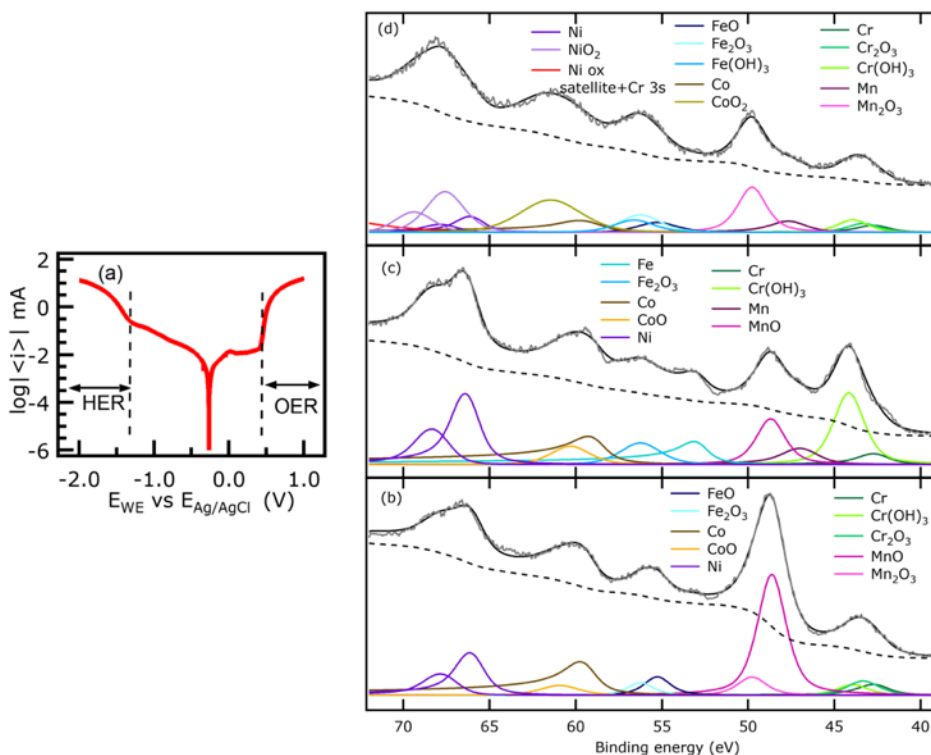 (a)
2
0
-2
-4
-6
log|<i>| mA
HER
OER
-2.0 -1.0 0.0 1.0
E_WE vs E_Ag/AgCl (V)
(d)
Ni
NiO₂
Ni ox
satellite+Cr 3s
FeO
Fe₂O₃
Fe(OH)₃
Co
CoO₂
Cr
Cr₂O₃
Cr(OH)₃
Mn
Mn₂O₃
(c)
Fe
Fe₂O₃
Co
CoO
Ni
Cr
Cr(OH)₃
Mn
MnO
(b)
FeO
Fe₂O₃
Co
CoO
Ni
Cr
Cr(OH)₃
Cr₂O₃
MnO
Mn₂O₃
70 65 60 55 50 45 40
Binding energy (eV)